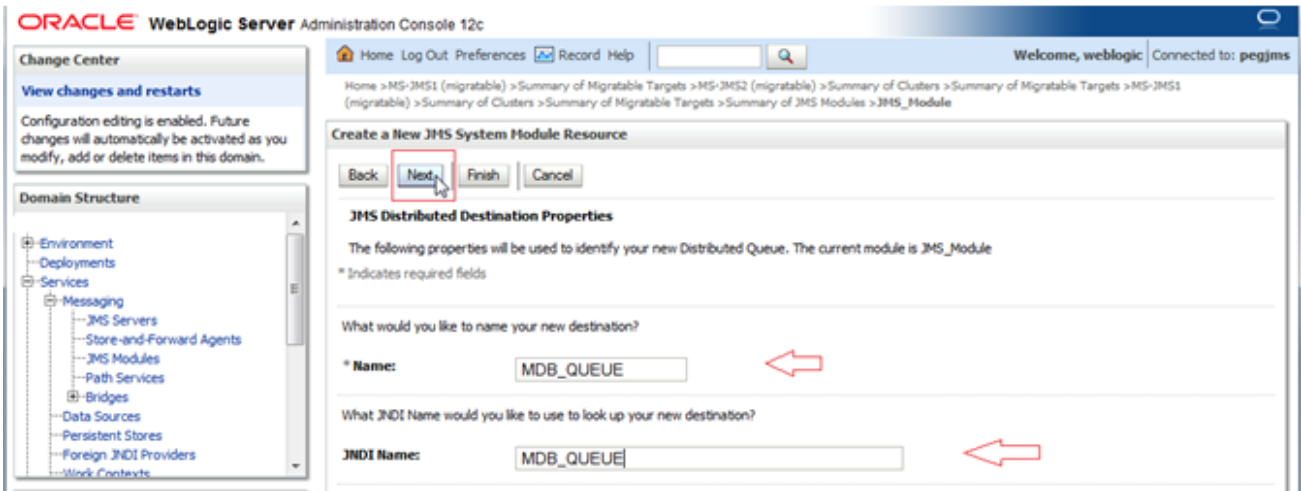 ORACLE WebLogic Server Administration Console 12c
Change Center
View changes and restarts
Configuration editing is enabled. Future
changes will automatically be activated as you
modify, add or delete items in this domain.
Domain Structure
Environment
Deployments
Services
Messaging
JMS Servers
Store-and-Forward Agents
JMS Modules
Path Services
Bridges
Data Sources
Persistent Stores
Foreign JNDI Providers
Work Contexts
Home Log Out Preferences Record Help
Welcome, weblogic Connected to: pegjms
Home >MS-JMS1 (migratable) >Summary of Migratable Targets >MS-JMS2 (migratable) >Summary of Clusters >Summary of Migratable Targets >MS-JMS1
(migratable) >Summary of Clusters >Summary of Migratable Targets >Summary of JMS Modules >JMS_Module
Create a New JMS System Module Resource
Back Next Finish Cancel
JMS Distributed Destination Properties
The following properties will be used to identify your new Distributed Queue. The current module is JMS_Module
* Indicates required fields
What would you like to name your new destination?
* Name: MDB_QUEUE
What JNDI Name would you like to use to look up your new destination?
JNDI Name: MDB_QUEUE